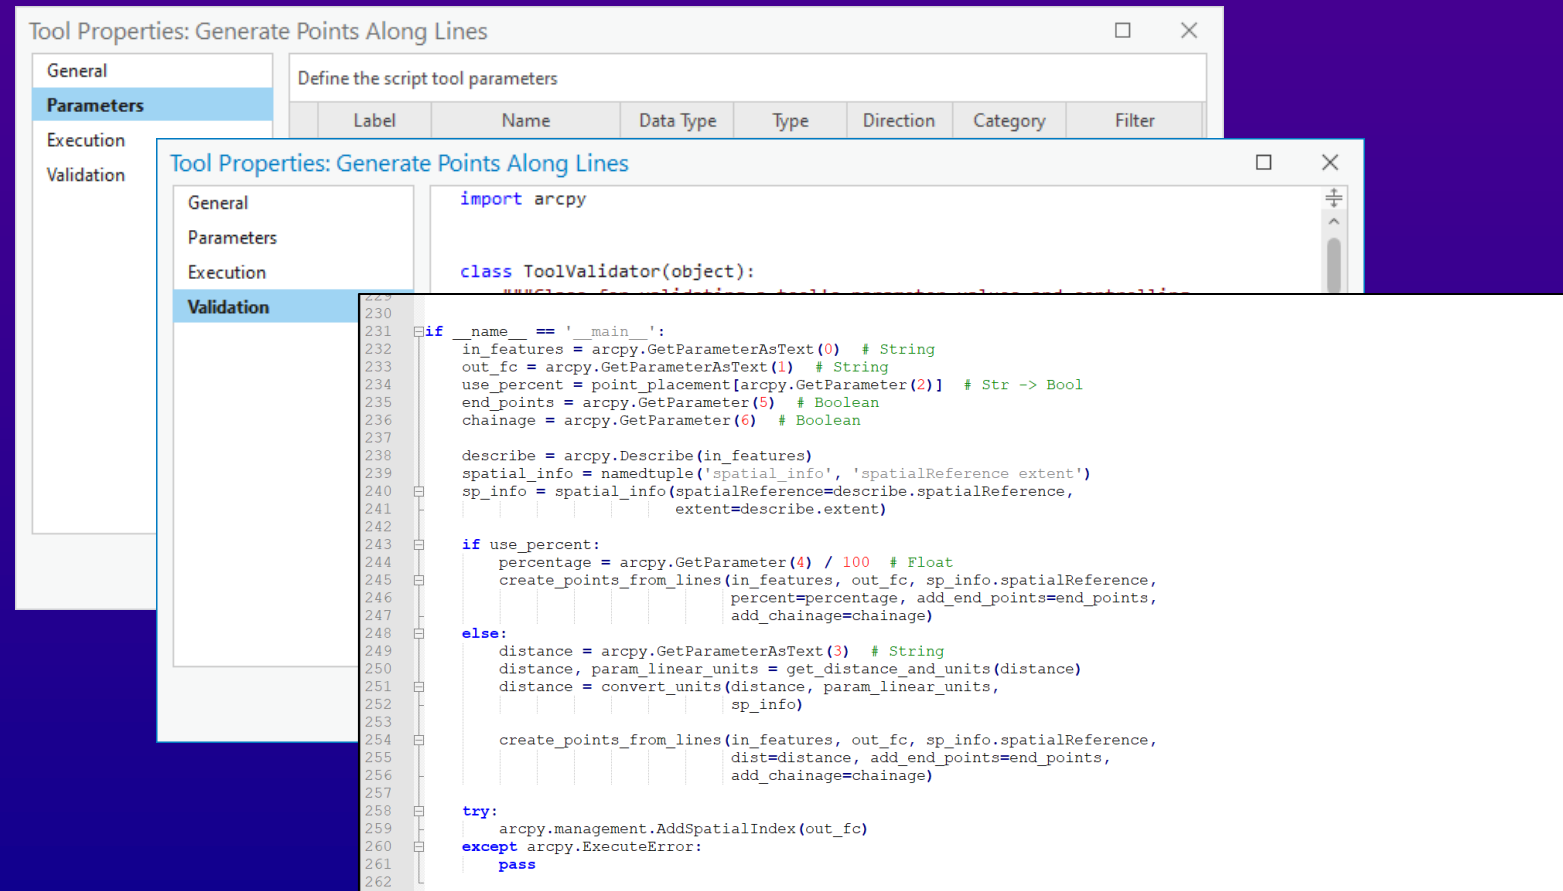 Tool Properties: Generate Points Along Lines
General
Parameters
Execution
Validation
Define the script tool parameters
Label Name Data Type Type Direction Category Filter
Tool Properties: Generate Points Along Lines
General
Parameters
Execution
Validation
import arcpy
class ToolValidator(object):
"""Class for validating a tool's parameter values and controlling
229
230
231 if __name__ == '__main__':
232 in_features = arcpy.GetParameterAsText(0) # String
233 out_fc = arcpy.GetParameterAsText(1) # String
234 use_percent = point_placement[arcpy.GetParameter(2)] # Str -> Bool
235 end_points = arcpy.GetParameter(5) # Boolean
236 chainage = arcpy.GetParameter(6) # Boolean
237
238 describe = arcpy.Describe(in_features)
239 spatial_info = namedtuple('spatial_info', 'spatialReference extent')
240 sp_info = spatial_info(spatialReference=describe.spatialReference,
241 extent=describe.extent)
242
243 if use_percent:
244 percentage = arcpy.GetParameter(4) / 100 # Float
245 create_points_from_lines(in_features, out_fc, sp_info.spatialReference,
246 percent=percentage, add_end_points=end_points,
247 add_chainage=chainage)
248 else:
249 distance = arcpy.GetParameterAsText(3) # String
250 distance, param_linear_units = get_distance_and_units(distance)
251 distance = convert_units(distance, param_linear_units,
252 sp_info)
253
254 create_points_from_lines(in_features, out_fc, sp_info.spatialReference,
255 dist=distance, add_end_points=end_points,
256 add_chainage=chainage)
257
258 try:
259 arcpy.management.AddSpatialIndex(out_fc)
260 except arcpy.ExecuteError:
261 pass
262